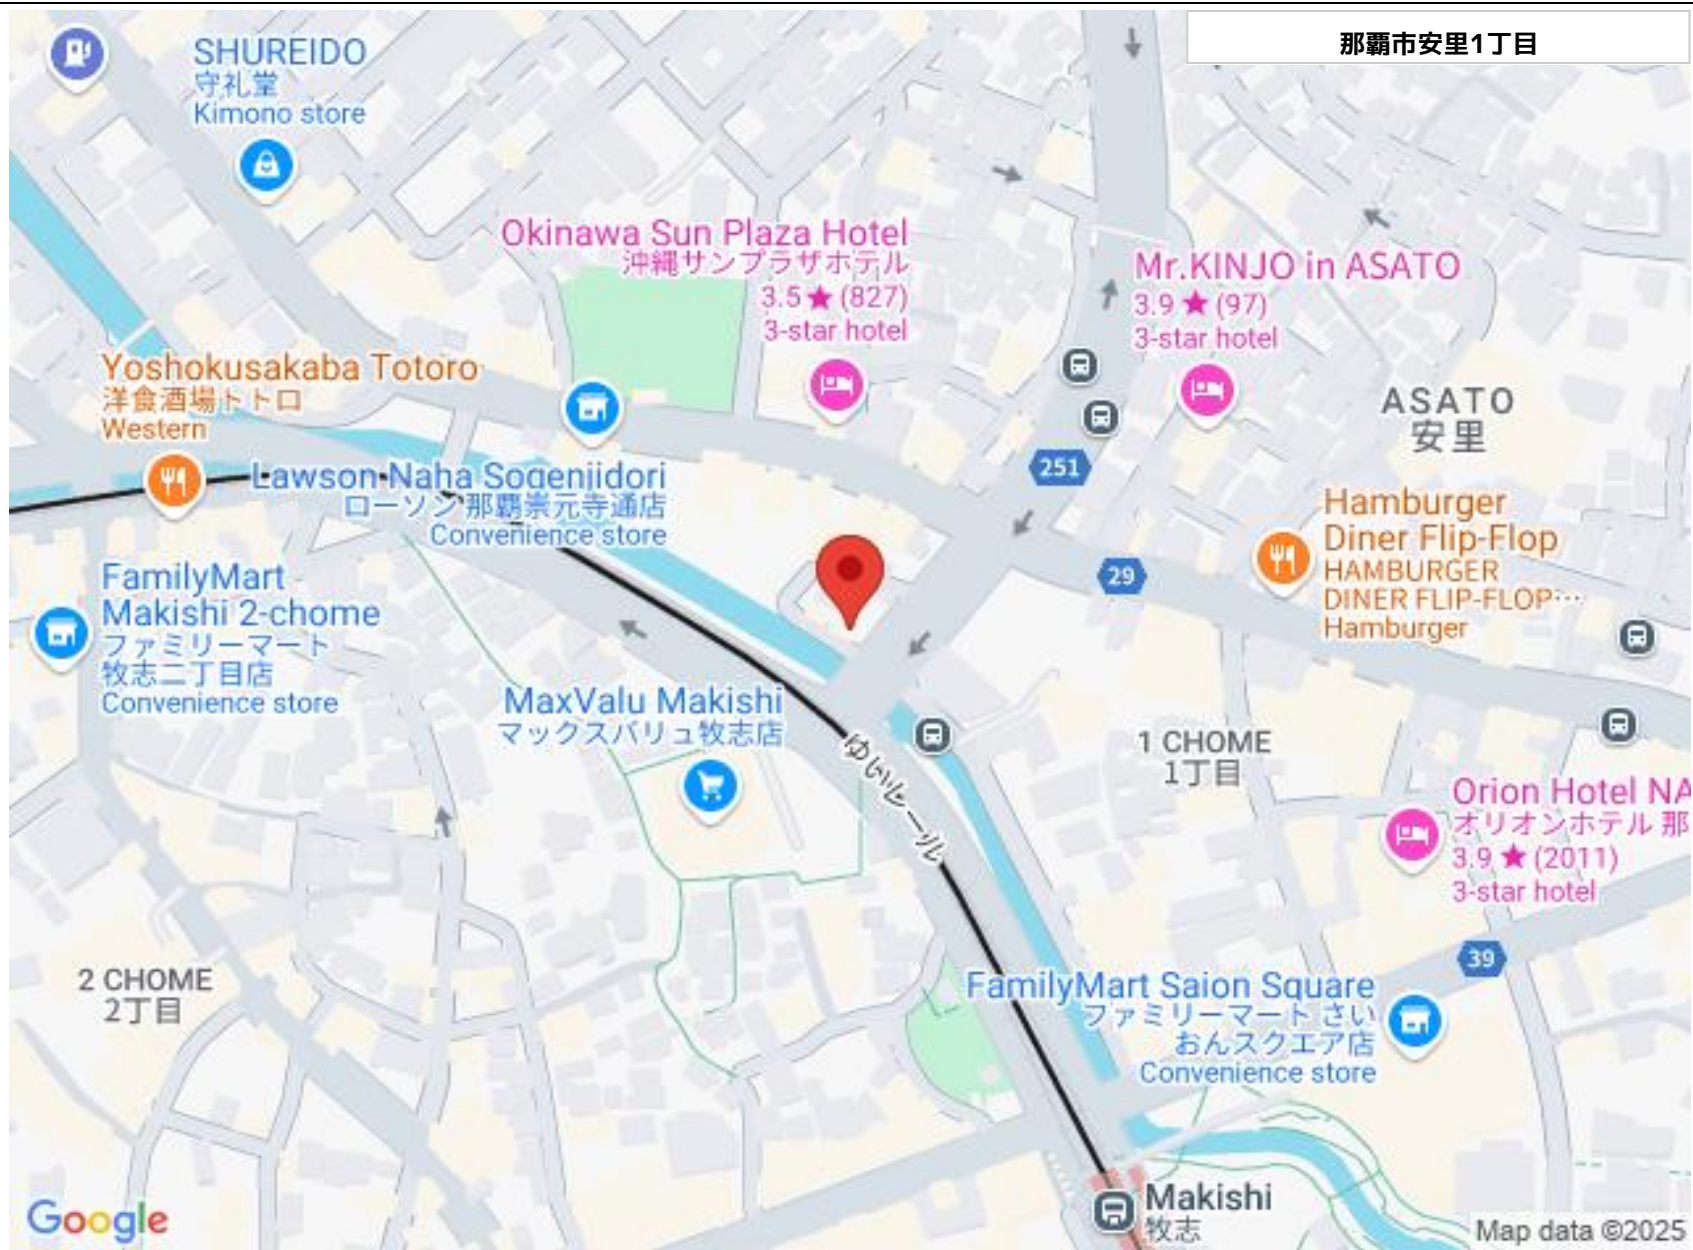 那覇市安里1丁目
SHUREIDO
守礼堂
Kimono store
Okinawa Sun Plaza Hotel
沖縄サンプラザホテル
3.5 ★ (827)
3-star hotel
Mr.KINJO in ASATO
3.9 ★ (97)
3-star hotel
Yoshokusakaba Totoro
洋食酒場トトロ
Western
ASATO
安里
251
Lawson Naha Sogenjidori
ローソン 那覇崇元寺通店
Convenience store
Hamburger
Diner Flip-Flop
HAMBURGER
DINER FLIP-FLOP…
Hamburger
29
FamilyMart
Makishi 2-chome
ファミリーマート
牧志二丁目店
Convenience store
MaxValu Makishi
マックスバリュ牧志店
ゆいレール
1 CHOME
1丁目
Orion Hotel NA
オリオンホテル 那
3.9 ★ (2011)
3-star hotel
39
2 CHOME
2丁目
FamilyMart Saion Square
ファミリーマート さい
おんスクエア店
Convenience store
Makishi
牧志
Google
Map data ©2025